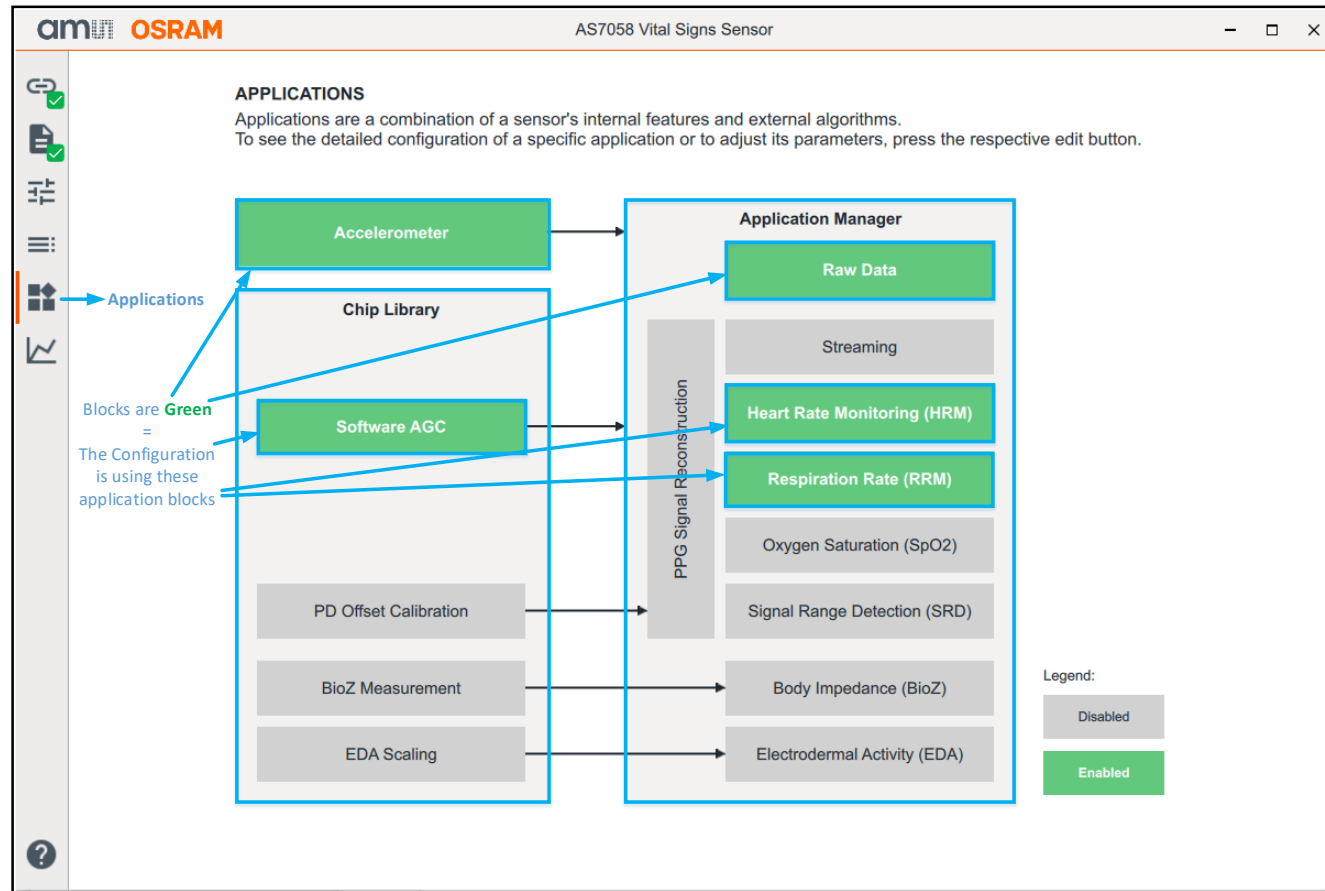 amu OSRAM
AS7058 Vital Signs Sensor
APPLICATIONS
Applications are a combination of a sensor's internal features and external algorithms.
To see the detailed configuration of a specific application or to adjust its parameters, press the respective edit button.
Applications
Blocks are Green
=
The Configuration
is using these
application blocks
Accelerometer
Chip Library
Software AGC
PD Offset Calibration
BioZ Measurement
EDA Scaling
Application Manager
Raw Data
PPG Signal Reconstruction
Streaming
Heart Rate Monitoring (HRM)
Respiration Rate (RRM)
Oxygen Saturation (SpO2)
Signal Range Detection (SRD)
Body Impedance (BioZ)
Electrodermal Activity (EDA)
Legend:
Disabled
Enabled
?